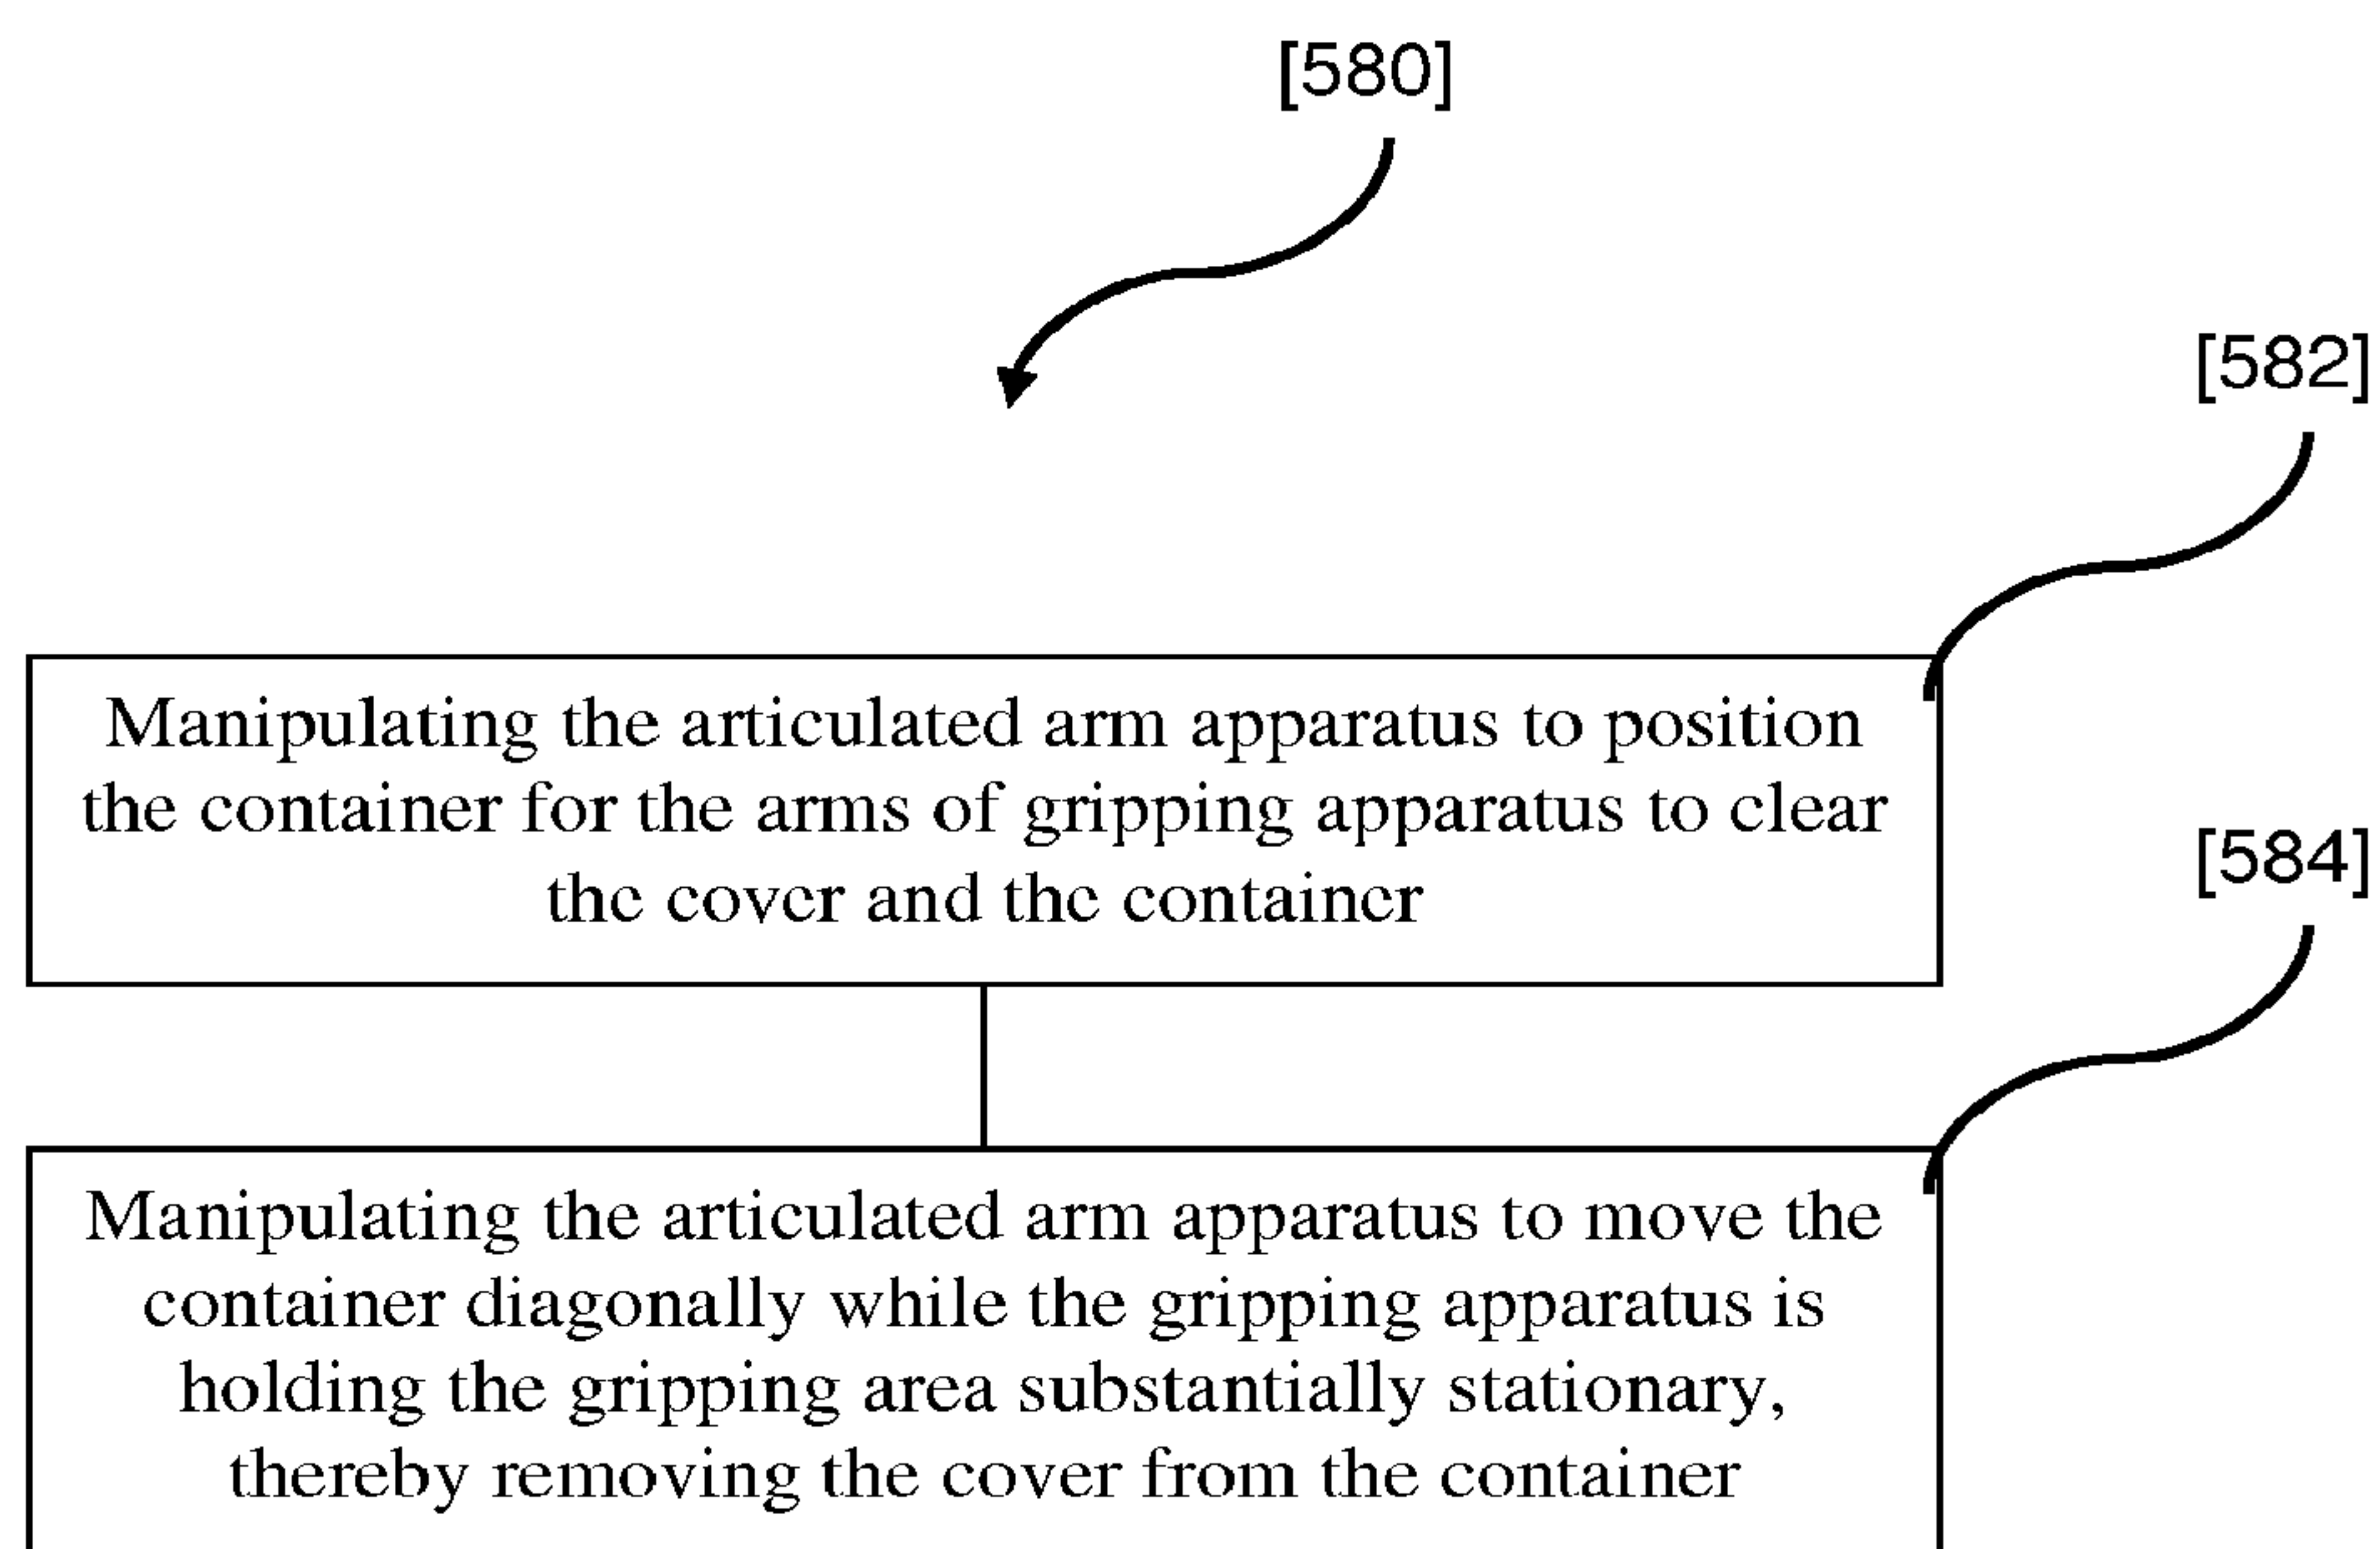 [580]
[582]
Manipulating the articulated arm apparatus to position
the container for the arms of gripping apparatus to clear
the cover and the container
[584]
Manipulating the articulated arm apparatus to move the
container diagonally while the gripping apparatus is
holding the gripping area substantially stationary,
thereby removing the cover from the container